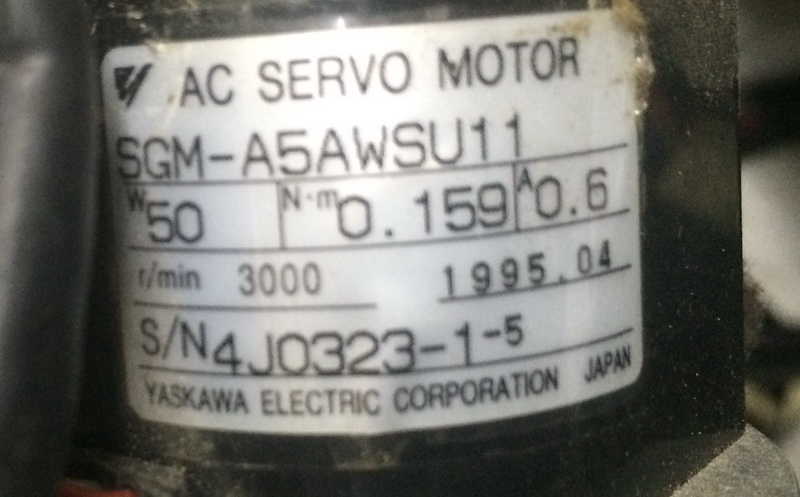 AC SERVO MOTOR
SGM-A5AWSU11
W 50 N·m 0.159 A 0.6
r/min 3000 1995.04
S/N 4J0323-1-5
YASKAWA ELECTRIC CORPORATION JAPAN